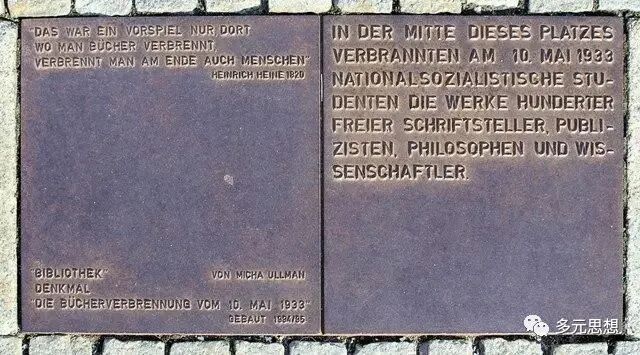 "DAS WAR EIN VORSPIEL NUR DORT
WO MAN BÜCHER VERBRENNT,
VERBRENNT MAN AM ENDE AUCH MENSCHEN"
HEINRICH HEINE 1820
"BIBLIOTHEK" VON MICHA ULLMAN
DENKMAL
"DIE BÜCHERVERBRENNUNG VOM 10. MAI 1933"
GEBAUT 1994/95
IN DER MITTE DIESES PLATZES
VERBRANNTEN AM 10. MAI 1933
NATIONALSOZIALISTISCHE STU-
DENTEN DIE WERKE HUNDERTER
FREIER SCHRIFTSTELLER, PUBLI-
ZISTEN, PHILOSOPHEN UND WIS-
SENSCHAFTLER.
多元思想